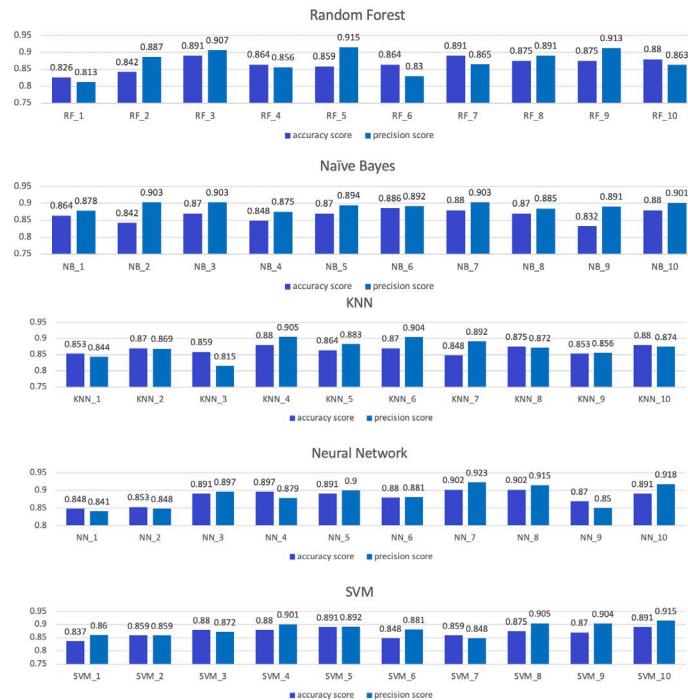 Random Forest
0.95
0.9
0.85
0.8
0.75
0.826 0.813 0.842 0.887 0.891 0.907 0.864 0.856 0.859 0.915 0.864 0.83 0.891 0.865 0.875 0.891 0.875 0.913 0.88 0.863
RF_1 RF_2 RF_3 RF_4 RF_5 RF_6 RF_7 RF_8 RF_9 RF_10
accuracy score precision score
Naïve Bayes
0.95
0.9
0.85
0.8
0.75
0.864 0.878 0.842 0.903 0.87 0.903 0.848 0.875 0.87 0.894 0.886 0.892 0.88 0.903 0.87 0.885 0.832 0.891 0.88 0.901
NB_1 NB_2 NB_3 NB_4 NB_5 NB_6 NB_7 NB_8 NB_9 NB_10
accuracy score precision score
KNN
0.95
0.9
0.85
0.8
0.75
0.853 0.844 0.87 0.869 0.859 0.815 0.88 0.905 0.864 0.883 0.87 0.904 0.848 0.892 0.875 0.872 0.853 0.856 0.88 0.874
KNN_1 KNN_2 KNN_3 KNN_4 KNN_5 KNN_6 KNN_7 KNN_8 KNN_9 KNN_10
accuracy score precision score
Neural Network
0.95
0.9
0.85
0.8
0.848 0.841 0.853 0.848 0.891 0.897 0.897 0.879 0.891 0.9 0.88 0.881 0.902 0.923 0.902 0.915 0.87 0.85 0.891 0.918
NN_1 NN_2 NN_3 NN_4 NN_5 NN_6 NN_7 NN_8 NN_9 NN_10
accuracy score precision score
SVM
0.95
0.9
0.85
0.8
0.75
0.837 0.86 0.859 0.859 0.88 0.872 0.88 0.901 0.891 0.892 0.848 0.881 0.859 0.848 0.875 0.905 0.87 0.904 0.891 0.915
SVM_1 SVM_2 SVM_3 SVM_4 SVM_5 SVM_6 SVM_7 SVM_8 SVM_9 SVM_10
accuracy score precision score